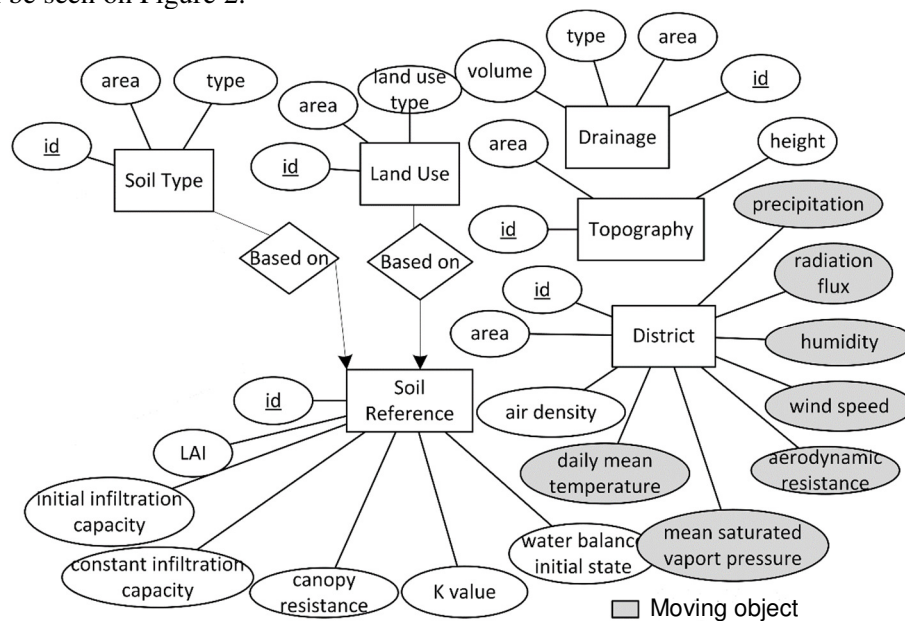 be seen on Figure 2.
type
area
volume
id
Drainage
area
type
id
Soil Type
land use
type
area
id
Land Use
area
height
id
Topography
Based on
Based on
precipitation
radiation
flux
humidity
wind speed
aerodynamic
resistance
id
area
District
air density
daily mean
temperature
mean saturated
vaport pressure
id
Soil
Reference
LAI
initial infiltration
capacity
constant infiltration
capacity
canopy
resistance
K value
water balance
initial state
Moving object